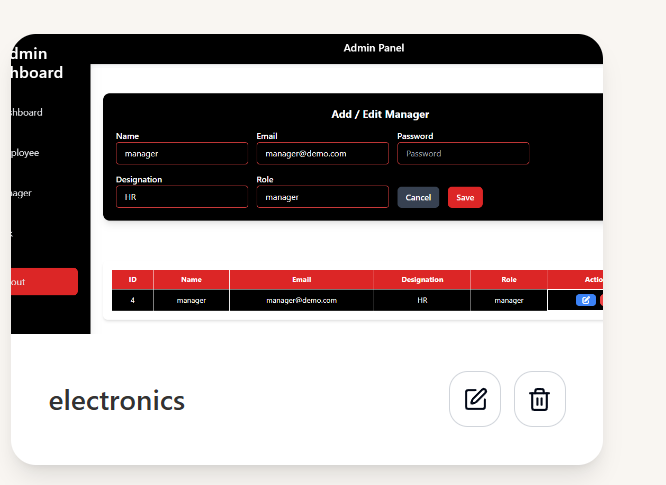 Admin Panel
dmin
hboard
shboard
ployee
nager
out
Add / Edit Manager
Name
Email
Password
manager
manager@demo.com
Password
Designation
Role
HR
manager
Cancel
Save
ID
Name
Email
Designation
Role
Actio
4
manager
manager@demo.com
HR
manager
electronics